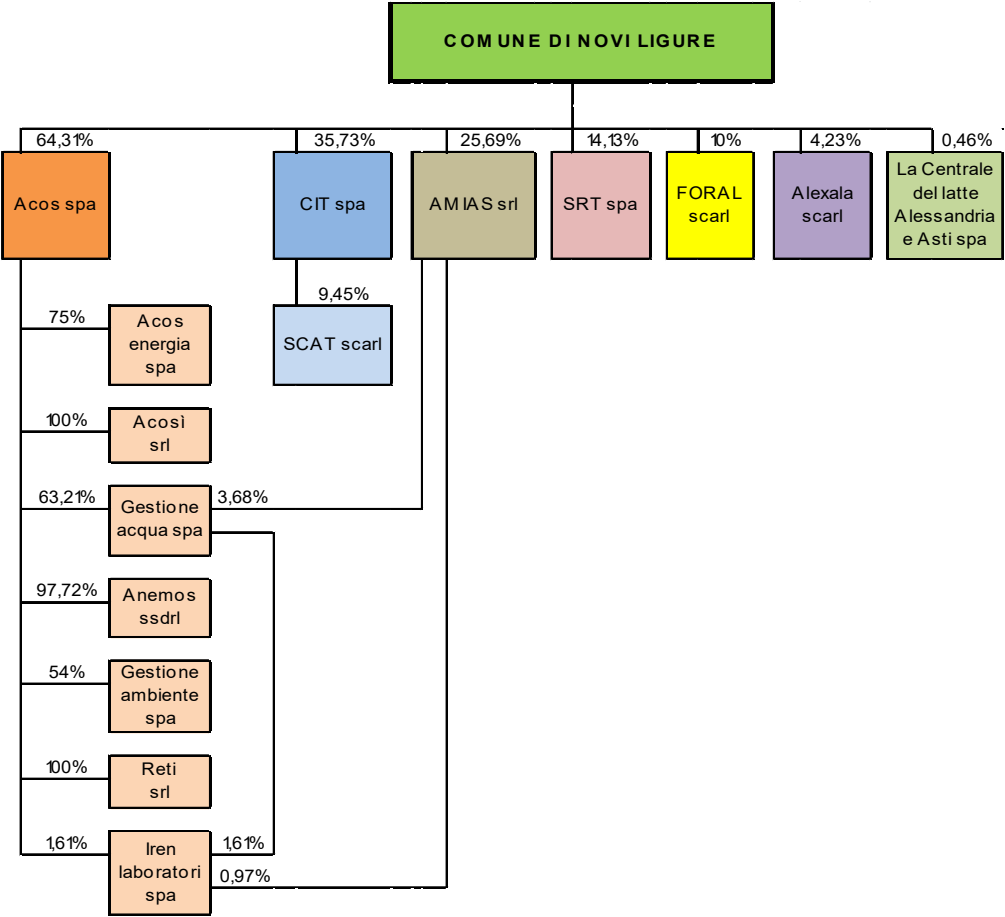 COMUNE DI NOVI LIGURE
64,31%
35,73%
25,69%
14,13%
10%
4,23%
0,46%
Acos spa
CIT spa
AMIAS srl
SRT spa
FORAL
scarl
Alexala
scarl
La Centrale
del latte
Alessandria
e Asti spa
9,45%
SCAT scarl
75%
Acos
energia
spa
100%
Acosì
srl
63,21%
Gestione
acqua spa
3,68%
97,72%
Anemos
ssdrl
54%
Gestione
ambiente
spa
100%
Reti
srl
1,61%
Iren
laboratori
spa
1,61%
0,97%